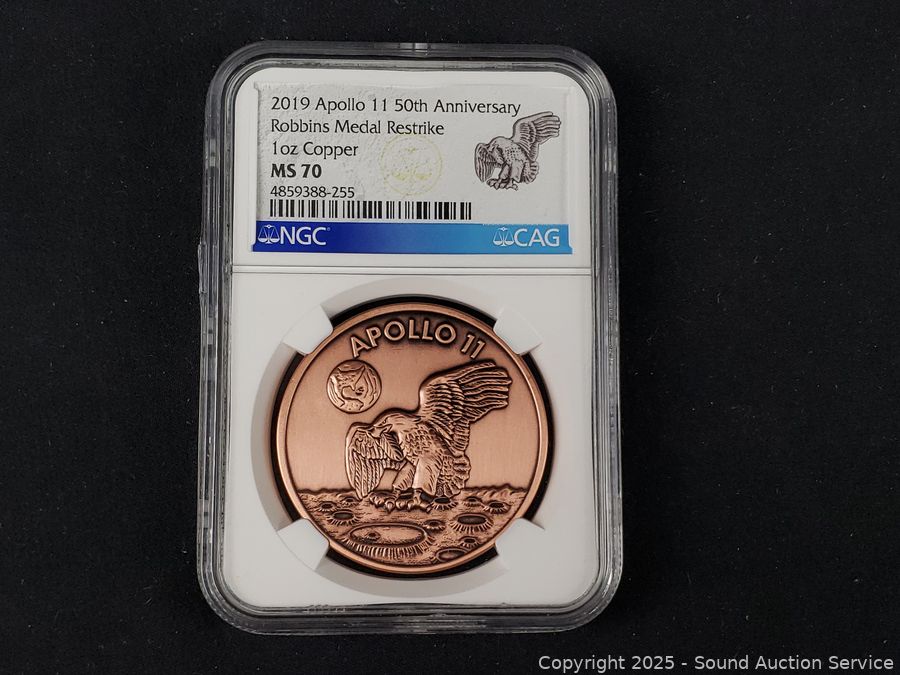 2019 Apollo 11 50th Anniversary
Robbins Medal Restrike
1oz Copper
MS 70
4859388-255
NGC
CAG
APOLLO 11
Copyright © 2025 - Sound Auction Service